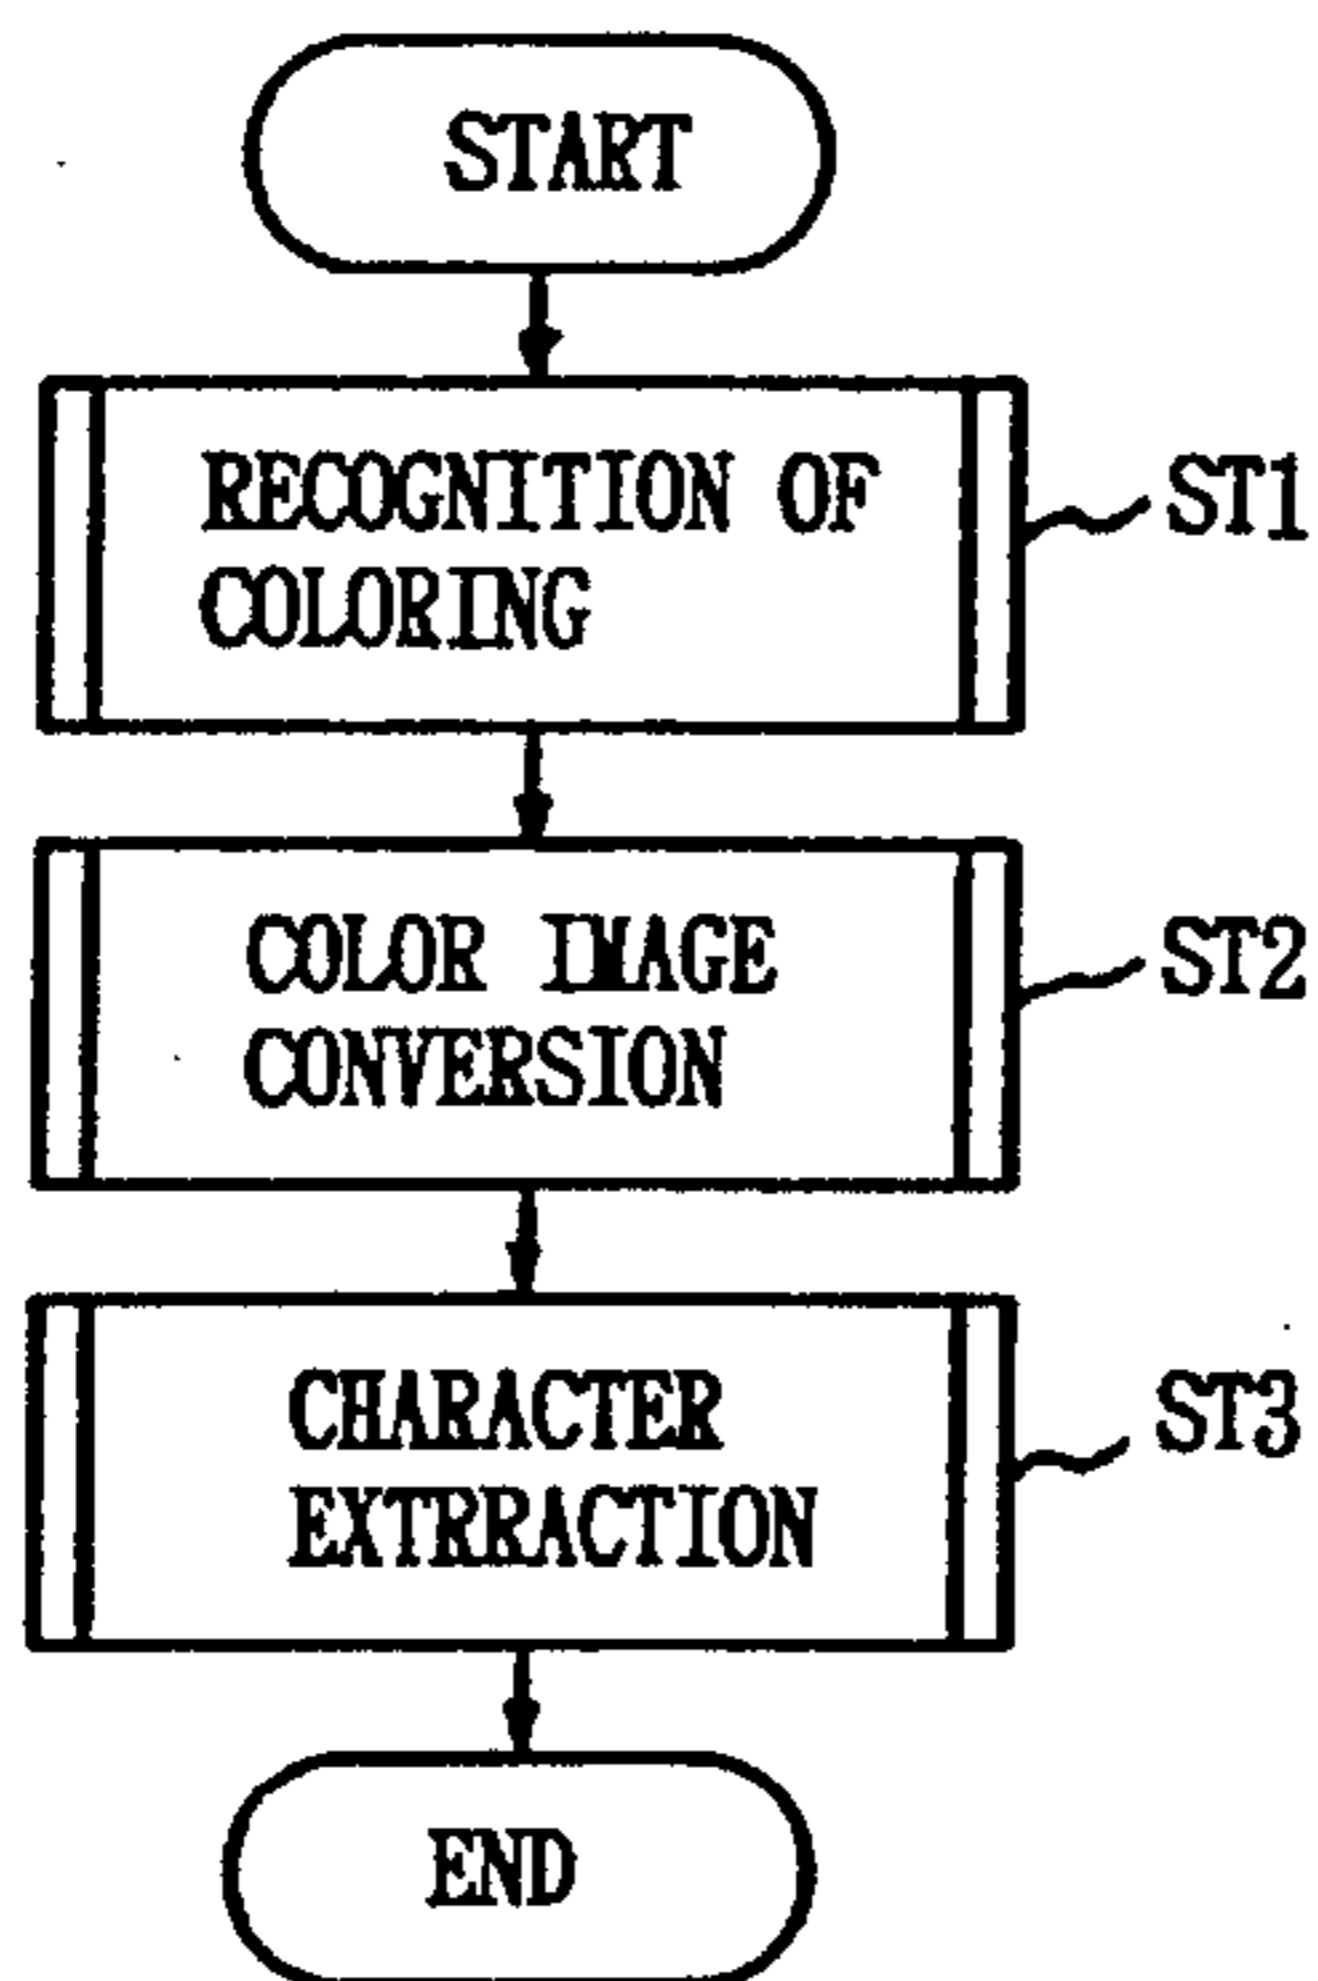 START
RECOGNITION OF
COLORING
ST1
COLOR IMAGE
CONVERSION
ST2
CHARACTER
EXTRRACTION
ST3
END